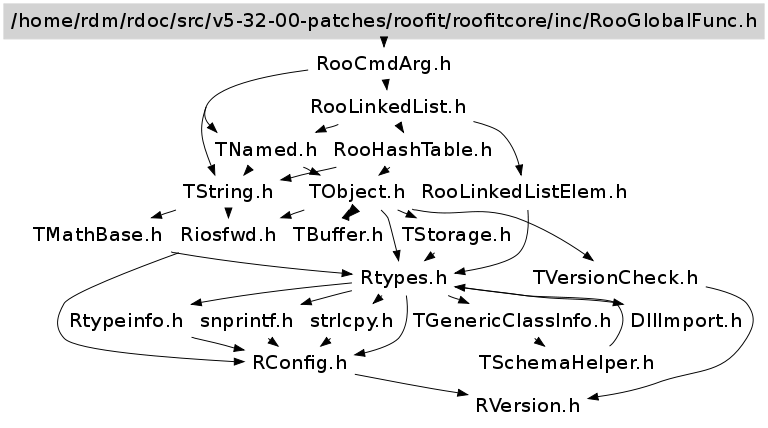 /home/rdm/rdoc/src/v5-32-00-patches/roofit/roofitcore/inc/RooGlobalFunc.h
RooCmdArg.h
RooLinkedList.h
TNamed.h RooHashTable.h
TString.h TObject.h RooLinkedListElem.h
TMathBase.h Riosfwd.h TBuffer.h TStorage.h
Rtypes.h TVersionCheck.h
Rtypeinfo.h snprintf.h strlcpy.h TGenericClassInfo.h DllImport.h
RConfig.h TSchemaHelper.h
RVersion.h